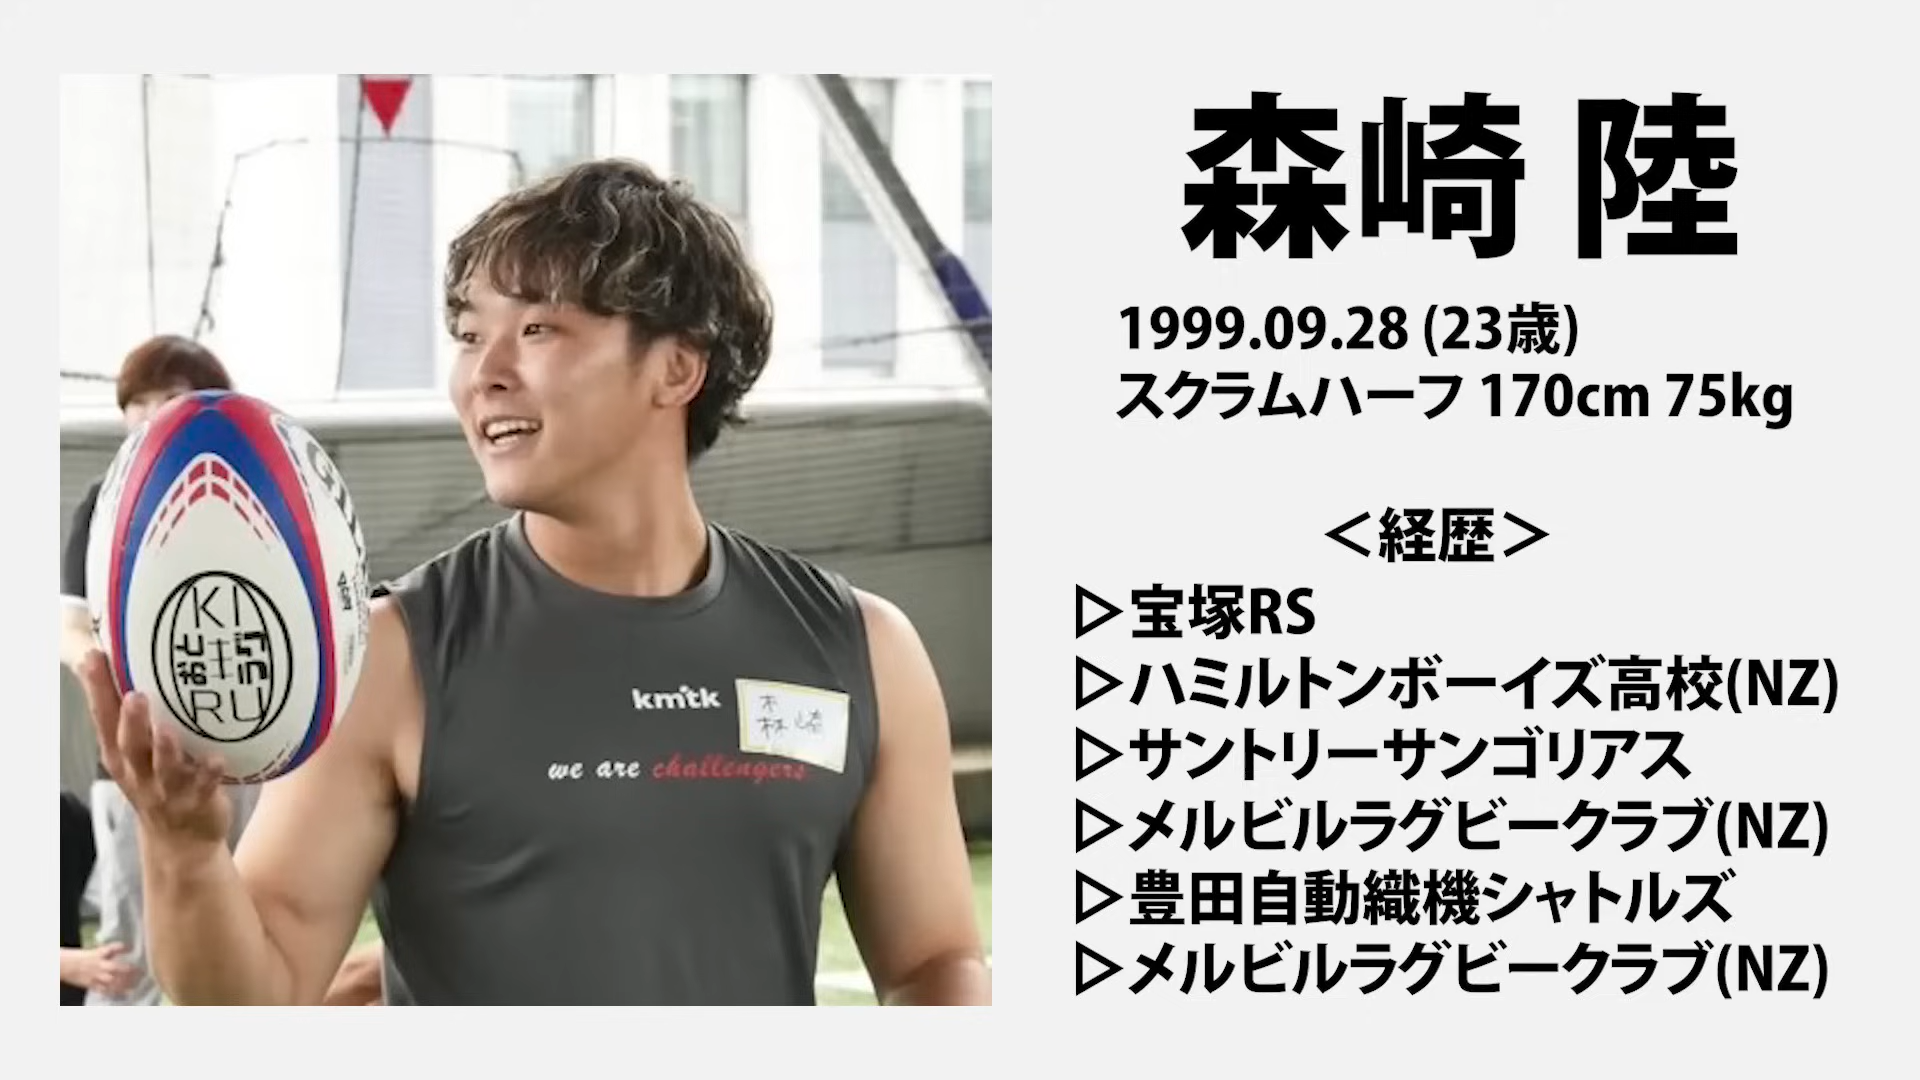 森崎 陸
1999.09.28 (23歳)
スクラムハーフ 170cm 75kg
＜経歴＞
▷宝塚RS
▷ハミルトンボーイズ高校(NZ)
▷サントリーサンゴリアス
▷メルビルラグビークラブ(NZ)
▷豊田自動織機シャトルズ
▷メルビルラグビークラブ(NZ)
KI
RU
kmtk
森崎
we are challengers